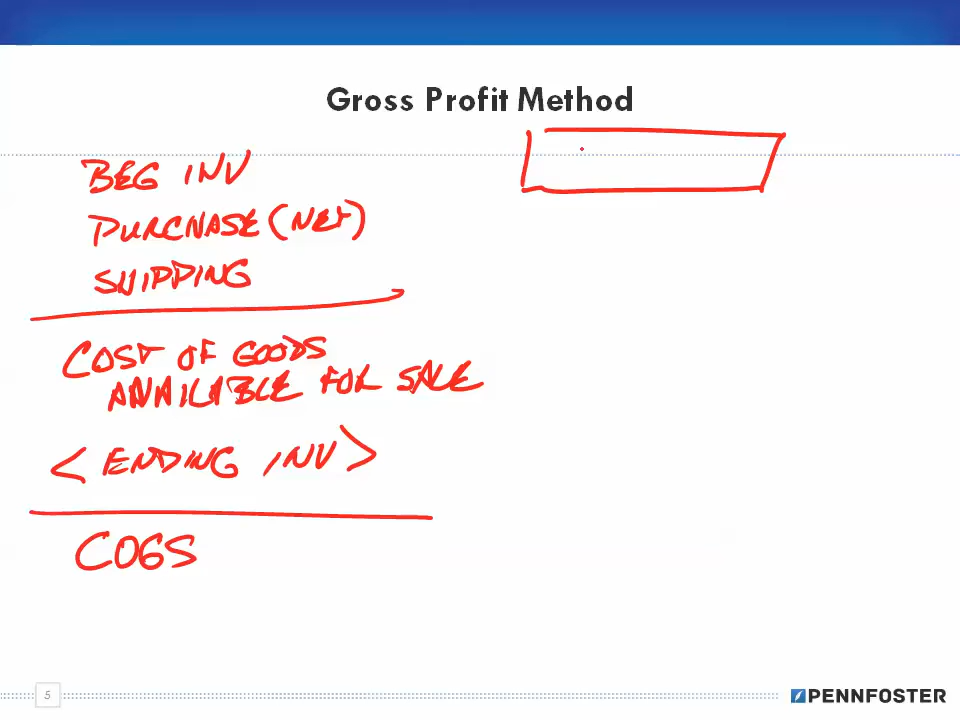 Gross Profit Method
BEG INV
PURCHASE (NET)
SHIPPING
COST OF GOODS
AVAILABLE FOR SALE
< ENDING INV >
COGS
5
PENNFOSTER